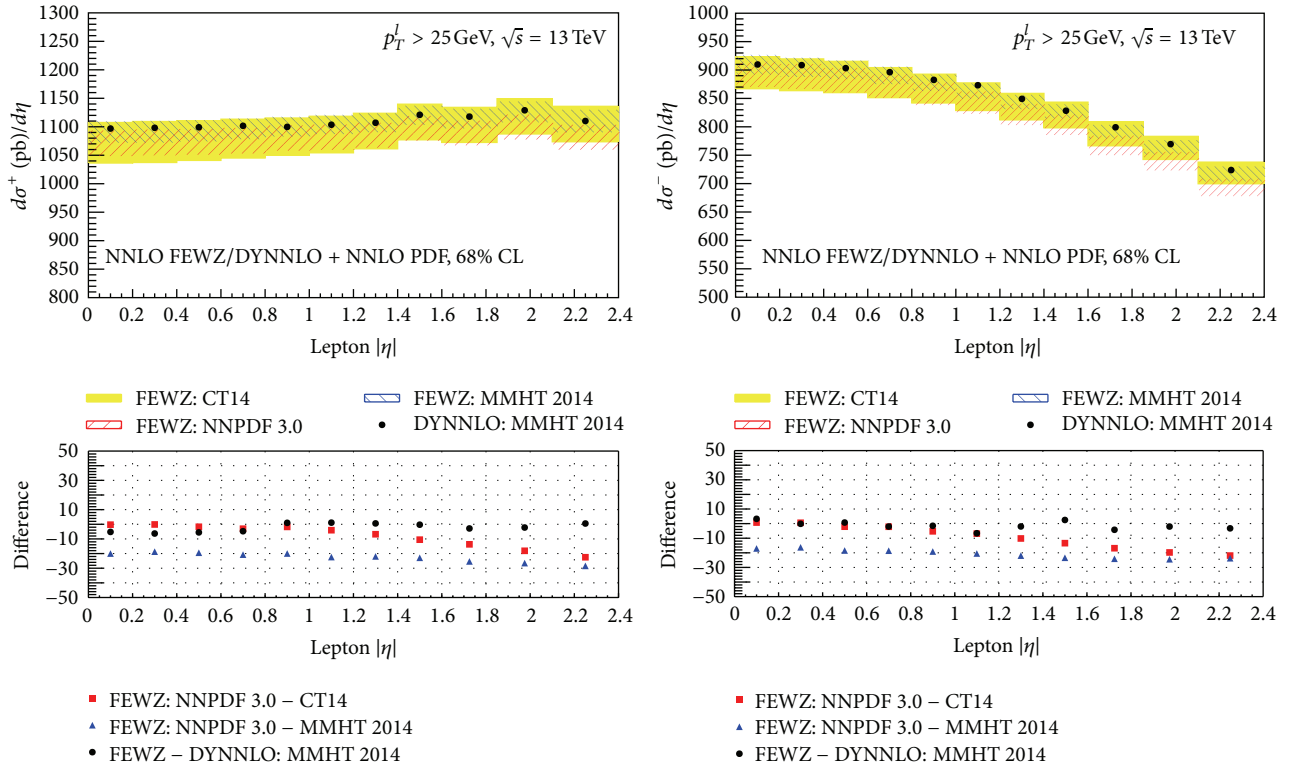 1300
1250
1200
1150
1100
1050
1000
950
900
850
800
dσ⁺ (pb)/dη
p_T^l > 25 GeV, √s = 13 TeV
NNLO FEWZ/DYNNLO + NNLO PDF, 68% CL
0 0.2 0.4 0.6 0.8 1 1.2 1.4 1.6 1.8 2 2.2 2.4
Lepton |η|
FEWZ: CT14
FEWZ: NNPDF 3.0
FEWZ: MMHT 2014
DYNNLO: MMHT 2014
50
30
10
−10
−30
−50
Difference
0 0.2 0.4 0.6 0.8 1 1.2 1.4 1.6 1.8 2 2.2 2.4
Lepton |η|
FEWZ: NNPDF 3.0 − CT14
FEWZ: NNPDF 3.0 − MMHT 2014
FEWZ − DYNNLO: MMHT 2014
950
900
850
800
750
700
650
600
550
500
1000
dσ⁻ (pb)/dη
p_T^l > 25 GeV, √s = 13 TeV
NNLO FEWZ/DYNNLO + NNLO PDF, 68% CL
0 0.2 0.4 0.6 0.8 1 1.2 1.4 1.6 1.8 2 2.2 2.4
Lepton |η|
FEWZ: CT14
FEWZ: NNPDF 3.0
FEWZ: MMHT 2014
DYNNLO: MMHT 2014
50
30
10
−10
−30
−50
Difference
0 0.2 0.4 0.6 0.8 1 1.2 1.4 1.6 1.8 2 2.2 2.4
Lepton |η|
FEWZ: NNPDF 3.0 − CT14
FEWZ: NNPDF 3.0 − MMHT 2014
FEWZ − DYNNLO: MMHT 2014